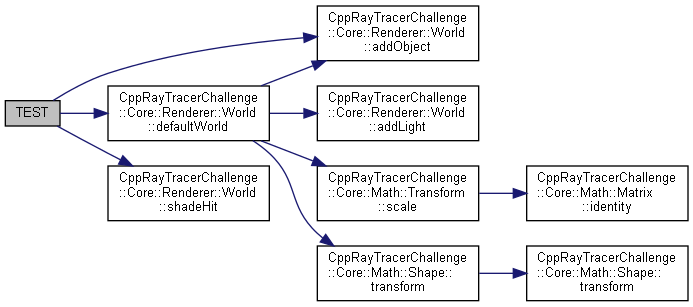 TEST
CppRayTracerChallenge
::Core::Renderer::World
::addObject
CppRayTracerChallenge
::Core::Renderer::World
::defaultWorld
CppRayTracerChallenge
::Core::Renderer::World
::addLight
CppRayTracerChallenge
::Core::Renderer::World
::shadeHit
CppRayTracerChallenge
::Core::Math::Transform
::scale
CppRayTracerChallenge
::Core::Math::Matrix
::identity
CppRayTracerChallenge
::Core::Math::Shape::
transform
CppRayTracerChallenge
::Core::Math::Shape::
transform